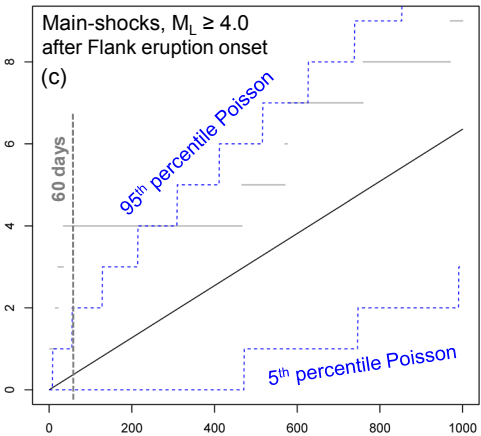 Main-shocks, ML ≥ 4.0
after Flank eruption onset
(c)
8
6
4
2
0
60 days
95th percentile Poisson
5th percentile Poisson
0 200 400 600 800 1000